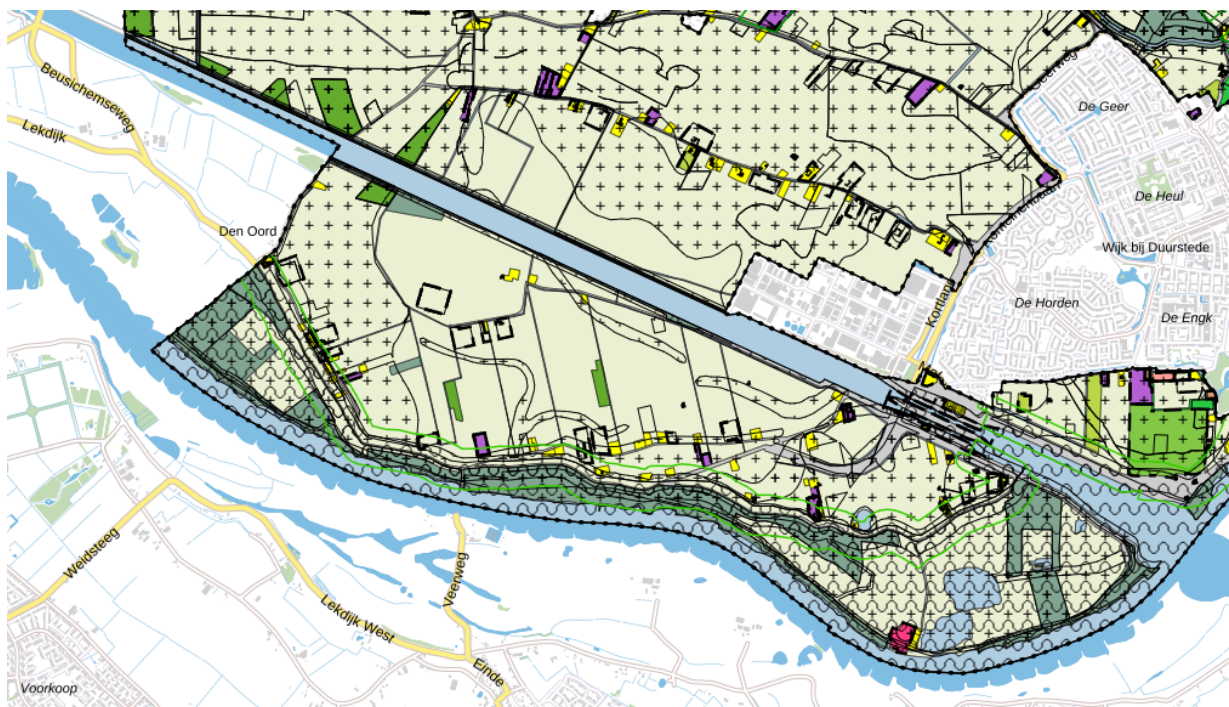 De Geer
Beusichemseweg
Lekdijk
De Heul
Den Oord
Wijk bij Duurstede
De Horden
Kortland
De Engk
Weidsteeg
Veerweg
Lekdijk West
Einde
Voorkoop